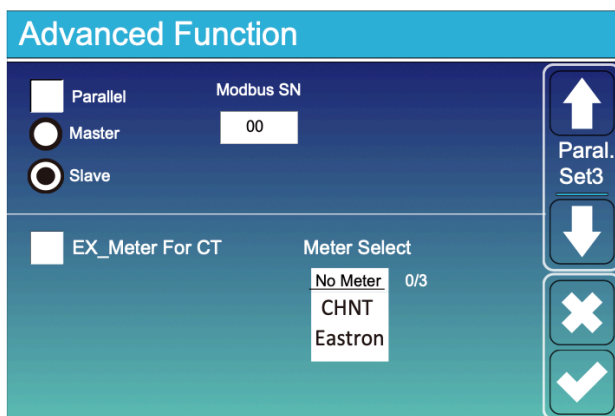 Advanced Function
Parallel
Modbus SN
00
Master
Slave
Paral.
Set3
EX_Meter For CT
Meter Select
No Meter 0/3
CHNT
Eastron